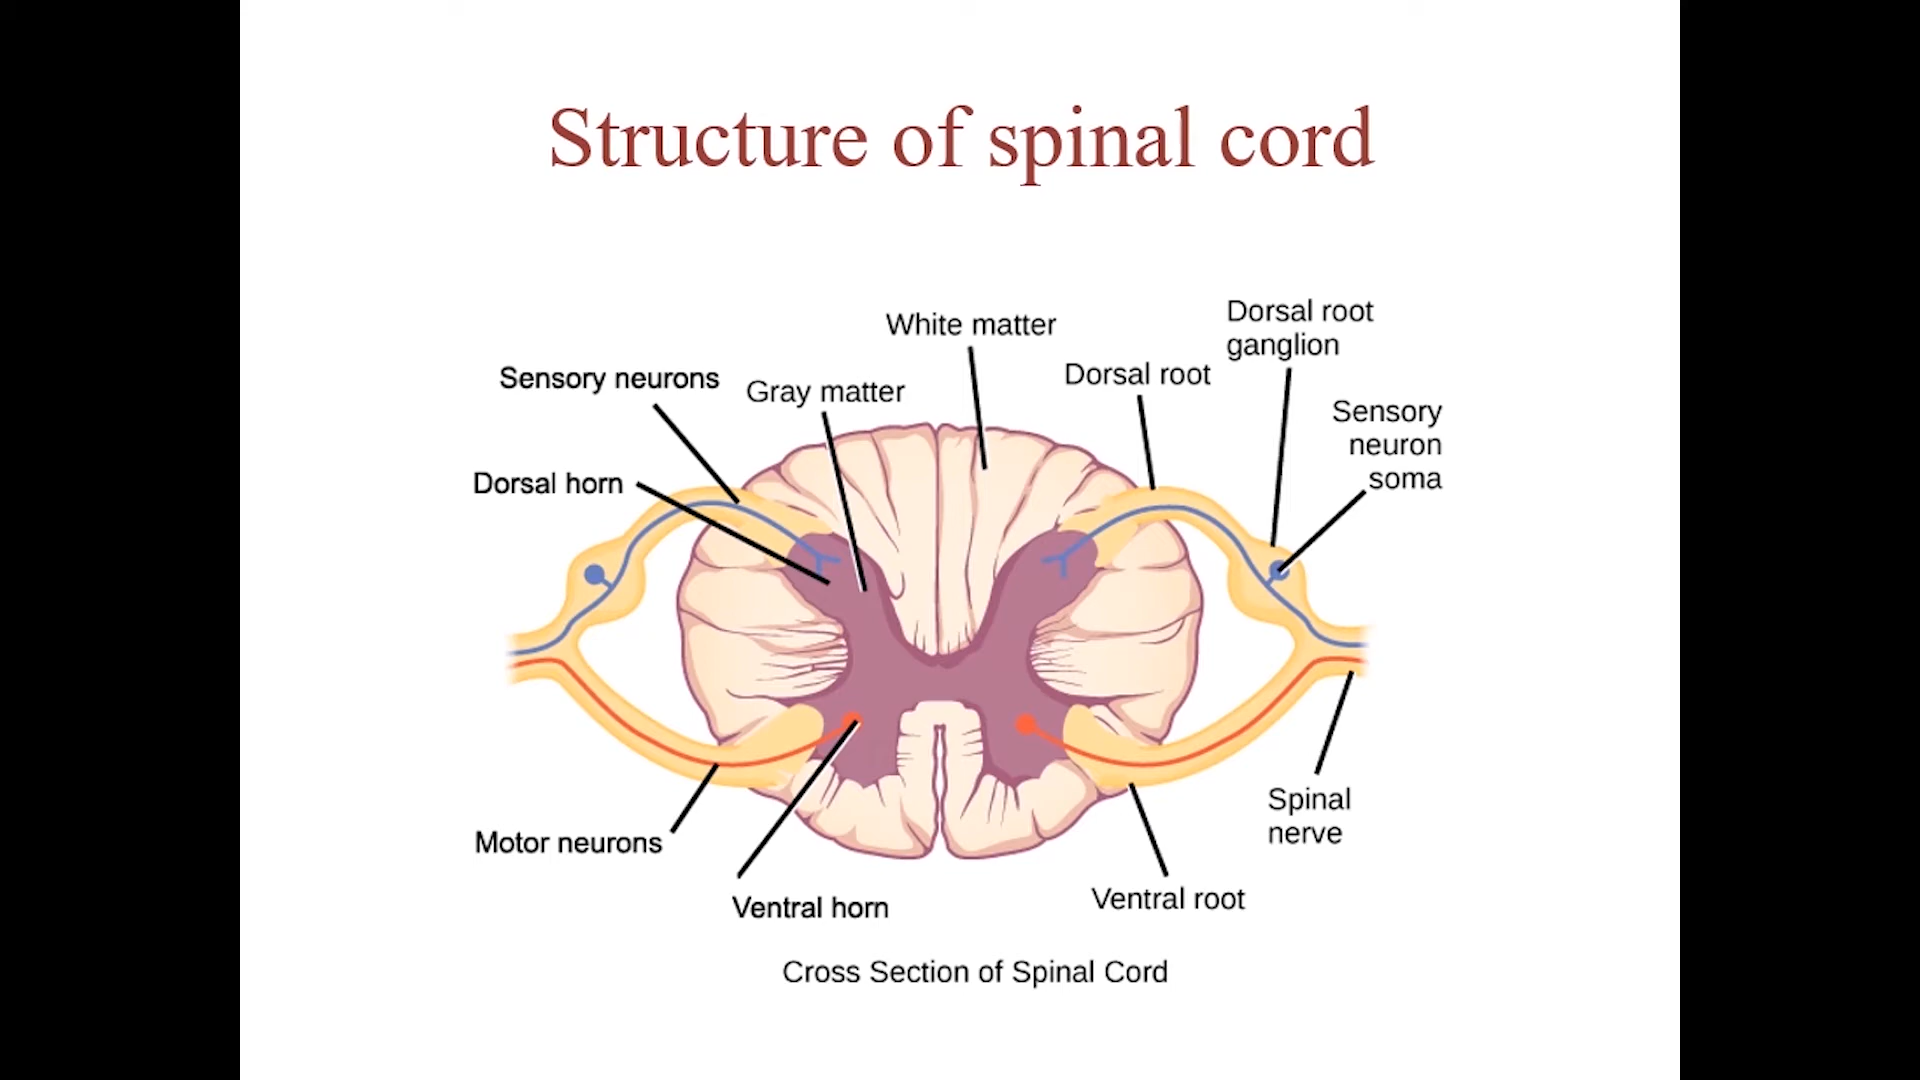 Structure of spinal cord
White matter
Dorsal root
ganglion
Sensory neurons
Gray matter
Dorsal root
Sensory
neuron
soma
Dorsal horn
Motor neurons
Ventral horn
Ventral root
Spinal
nerve
Cross Section of Spinal Cord